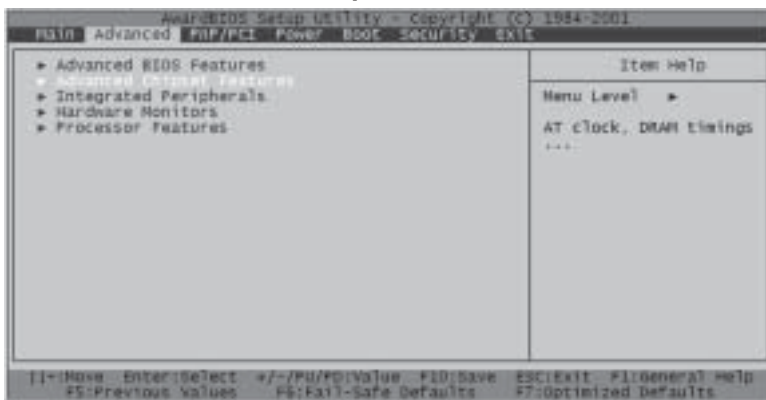 AwardBIOS Setup Utility - Copyright (C) 1984-2001
Main Advanced PNP/PCI Power Boot Security Exit
▸ Advanced BIOS Features
▸ Advanced Chipset Features
▸ Integrated Peripherals
▸ Hardware Monitors
▸ Processor Features
Item Help
Menu Level ▸
AT clock, DRAM timings
...
:Move Enter:Select +/-/PU/PD:Value F10:Save ESC:Exit F1:General Help
F5:Previous Values F6:Fail-Safe Defaults F7:Optimized Defaults